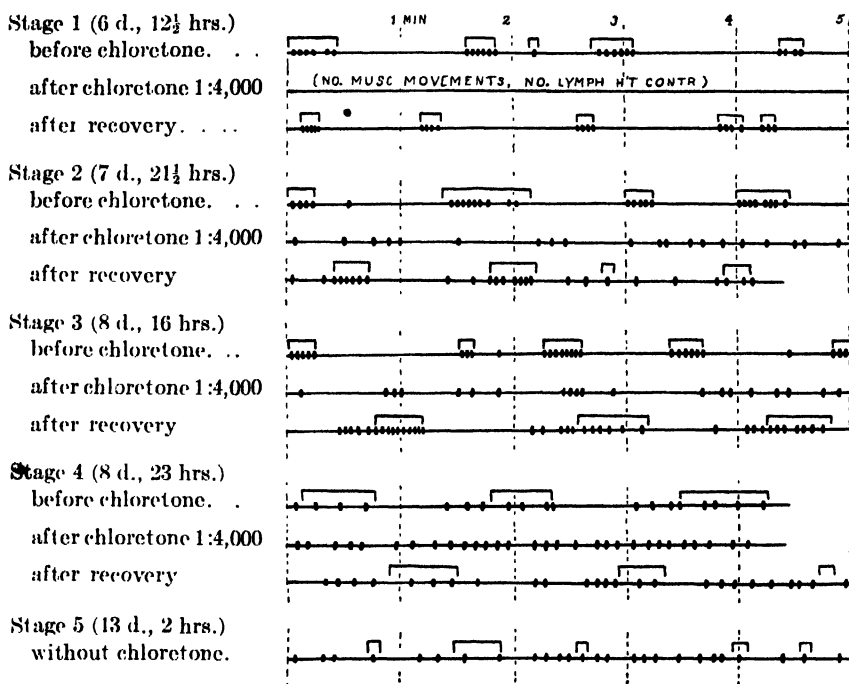 1 MIN 2 3 4 5
Stage 1 (6 d., 12½ hrs.)
before chloretone. . .
after chloretone 1:4,000 (NO. MUSC MOVEMENTS, NO. LYMPH H'T CONTR)
after recovery. . . .
Stage 2 (7 d., 21½ hrs.)
before chloretone. . .
after chloretone 1:4,000
after recovery
Stage 3 (8 d., 16 hrs.)
before chloretone. . .
after chloretone 1:4,000
after recovery
Stage 4 (8 d., 23 hrs.)
before chloretone. .
after chloretone 1:4,000
after recovery
Stage 5 (13 d., 2 hrs.)
without chloretone.